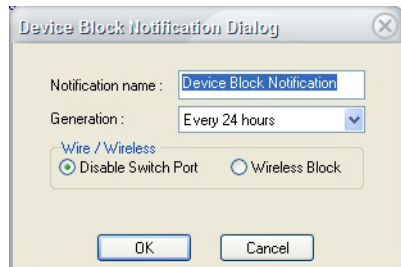 Device Block Notification Dialog
Notification name : Device Block Notification
Generation : Every 24 hours
Wire / Wireless
Disable Switch Port Wireless Block
OK Cancel